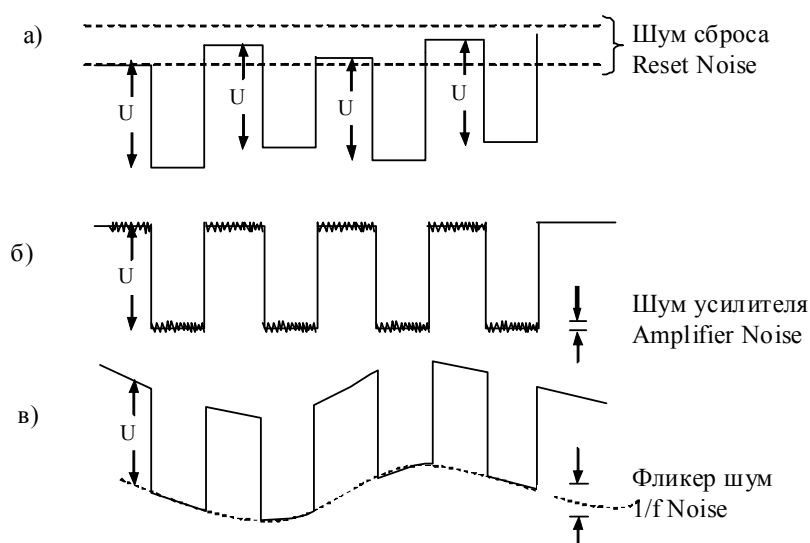 а)
Шум сброса
Reset Noise
U
U
U
U
б)
U
Шум усилителя
Amplifier Noise
в)
U
Фликер шум
1/f Noise